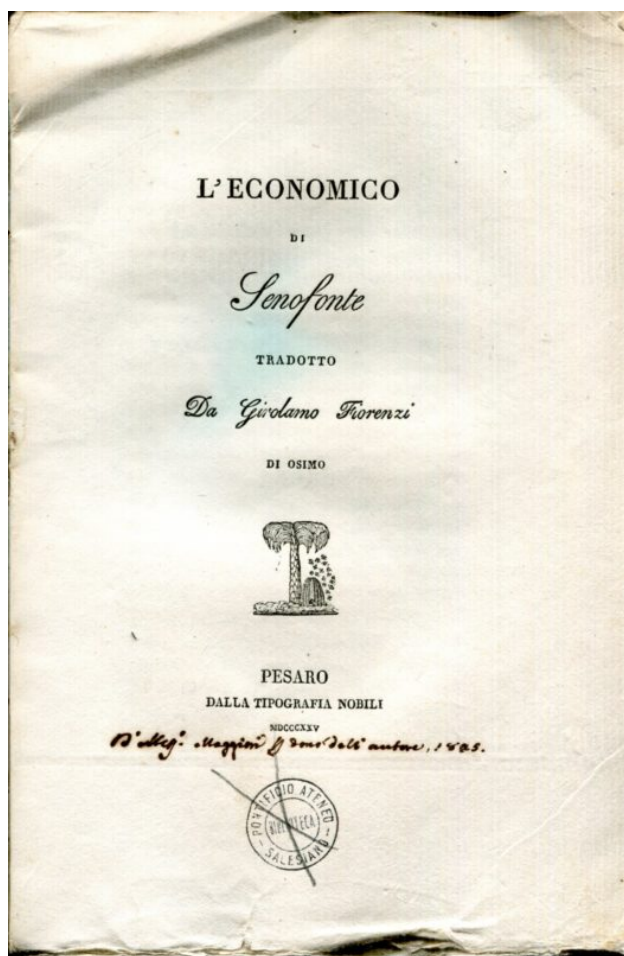 L'ECONOMICO
DI
Senofonte
TRADOTTO
Da Girolamo Fiorenzi
DI OSIMO
PESARO
DALLA TIPOGRAFIA NOBILI
MDCCCXXV
Maggiori dono dell' autore, 1825.
PONTIFICIO ATENEO
BIBLIOTECA
SALESIANO